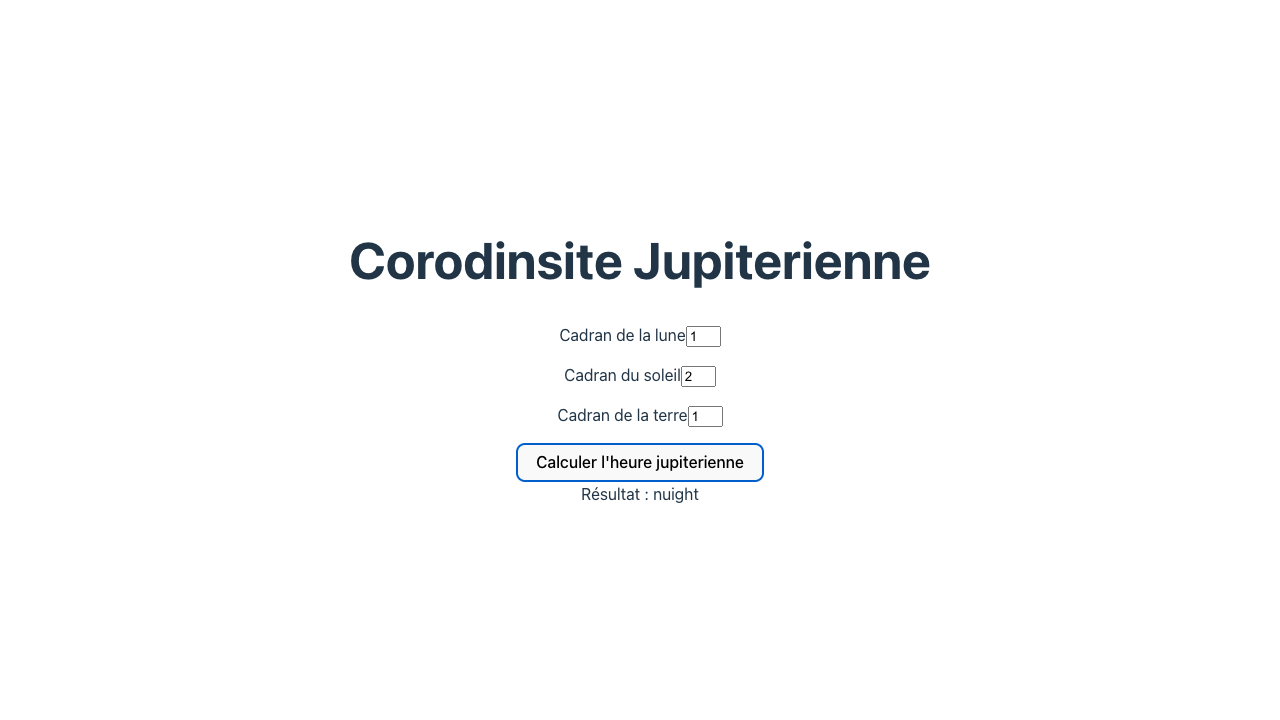 Corodinsite Jupiterienne
Cadran de la lune 1
Cadran du soleil 2
Cadran de la terre 1
Calculer l'heure jupiterienne
Résultat : nuight